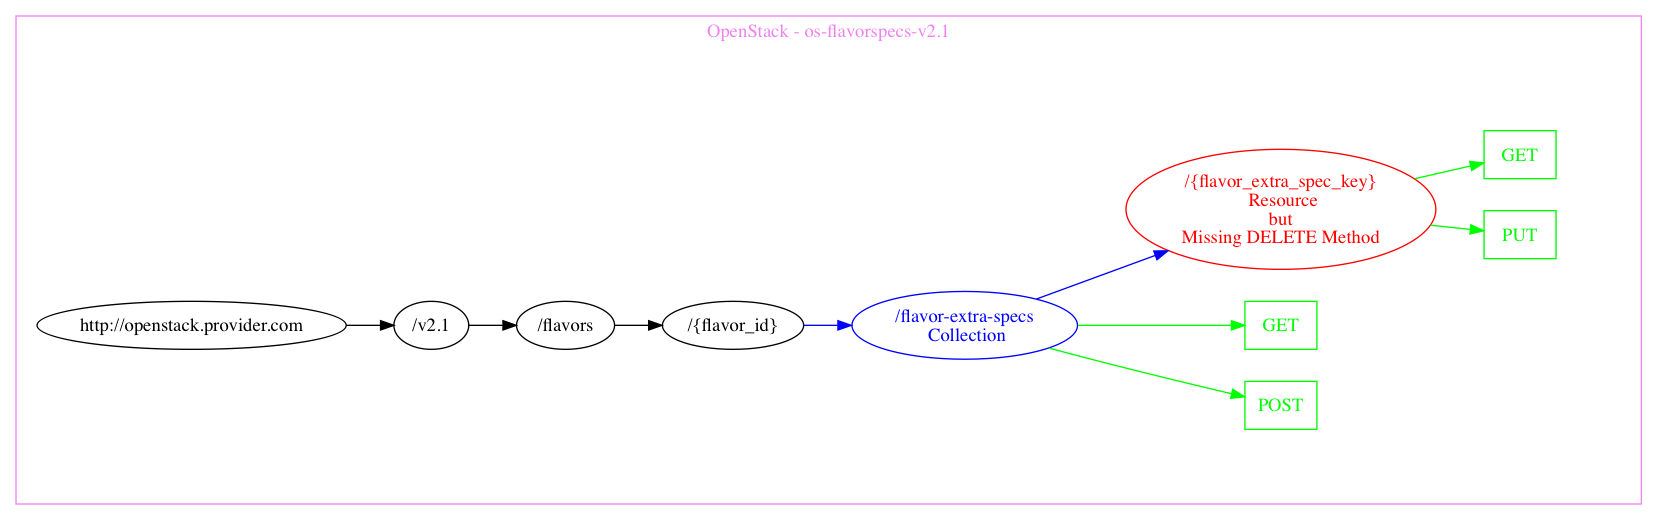 OpenStack - os-flavorspecs-v2.1
http://openstack.provider.com
/v2.1
/flavors
/{flavor_id}
/flavor-extra-specs
Collection
/{flavor_extra_spec_key}
Resource
but
Missing DELETE Method
GET
PUT
GET
POST